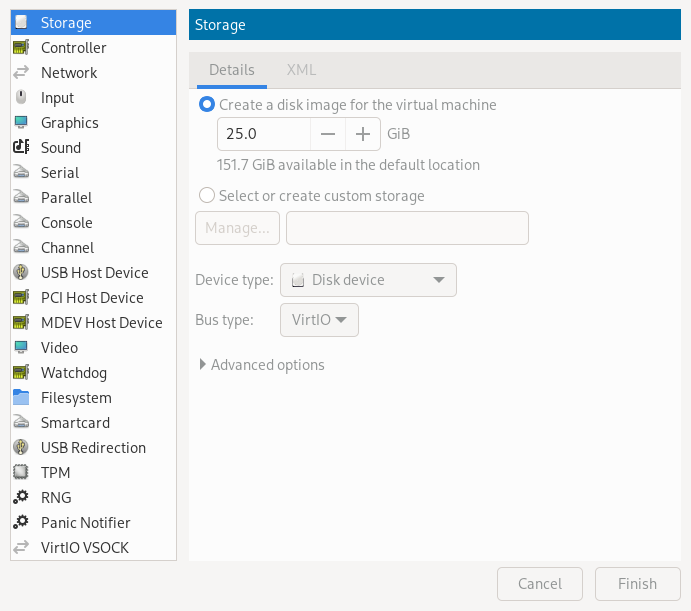 Storage
Controller
Network
Input
Graphics
Sound
Serial
Parallel
Console
Channel
USB Host Device
PCI Host Device
MDEV Host Device
Video
Watchdog
Filesystem
Smartcard
USB Redirection
TPM
RNG
Panic Notifier
VirtIO VSOCK
Storage
Details XML
Create a disk image for the virtual machine
25.0 GiB
151.7 GiB available in the default location
Select or create custom storage
Manage...
Device type: Disk device
Bus type: VirtIO
Advanced options
Cancel Finish